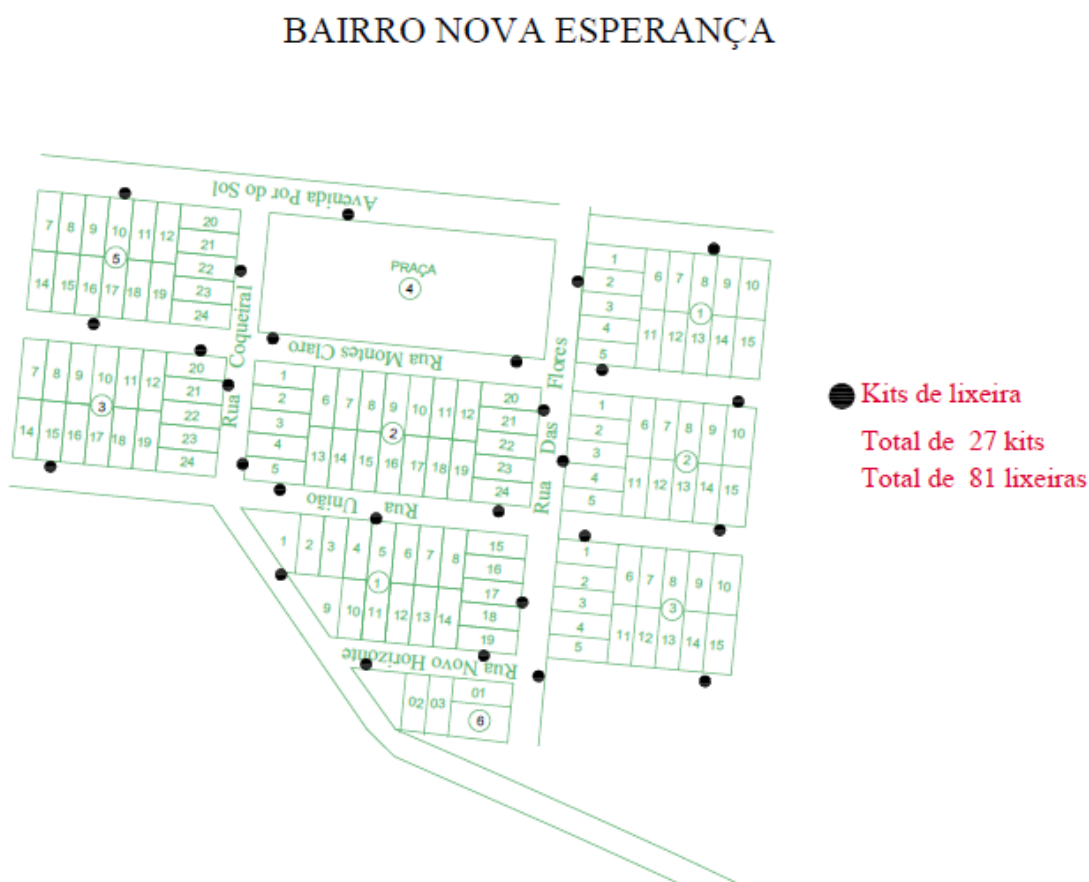 BAIRRO NOVA ESPERANÇA
Avenida Por do Sol
7 8 9 10 11 12
20
21
22
23
24
5
14 15 16 17 18 19
PRAÇA
4
1
2
3
4
5
6 7 8 9 10
1
11 12 13 14 15
Rua Coqueiral
Rua Montes Claro
Rua Das Flores
7 8 9 10 11 12
20
21
22
23
24
3
14 15 16 17 18 19
1
2
3
4
5
6 7 8 9 10 11 12
2
13 14 15 16 17 18 19
20
21
22
23
24
1
2
3
4
5
6 7 8 9 10
2
11 12 13 14 15
Kits de lixeira
Total de 27 kits
Total de 81 lixeiras
Rua União
1 2 3 4 5 6 7 8
1
9 10 11 12 13 14
15
16
17
18
19
1
2
3
4
5
6 7 8 9 10
3
11 12 13 14 15
Rua Novo Horizonte
02 03
01
6